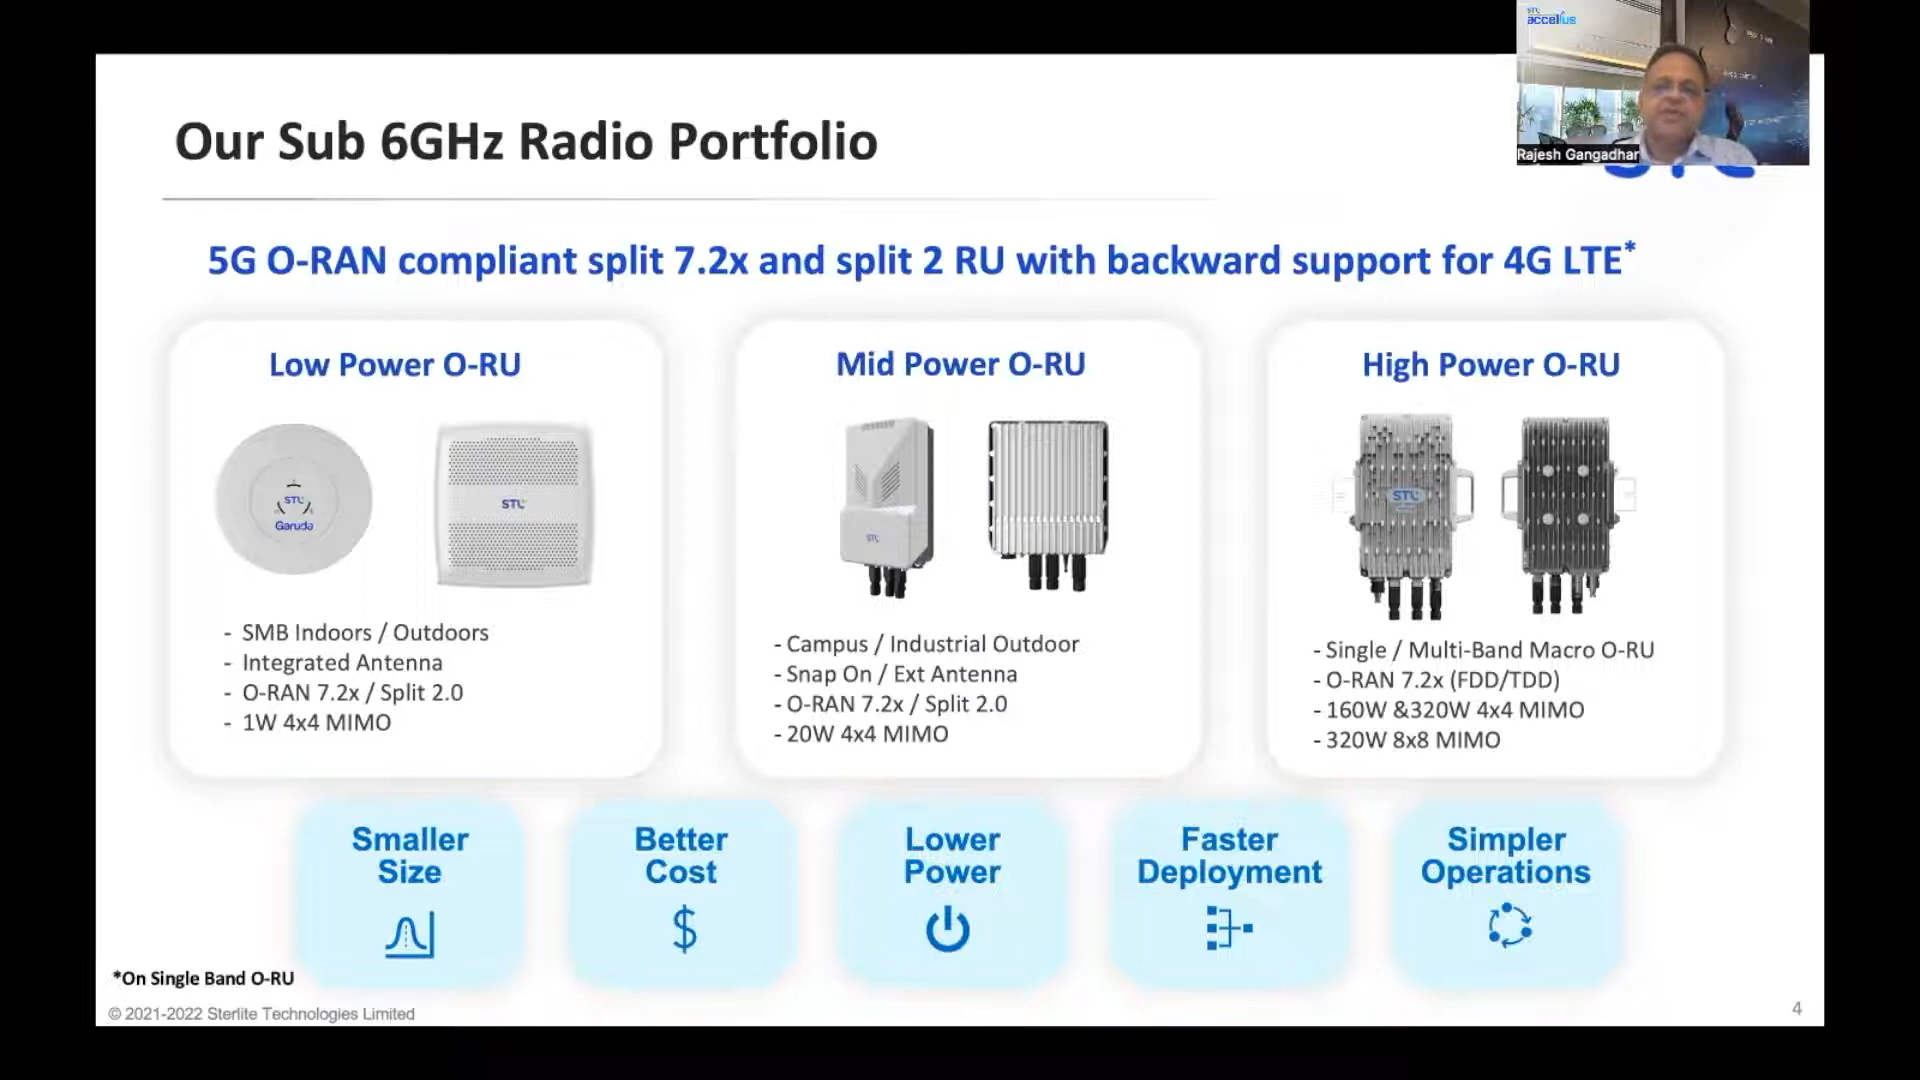 STL
accellus
Rajesh Gangadhar
Our Sub 6GHz Radio Portfolio
5G O-RAN compliant split 7.2x and split 2 RU with backward support for 4G LTE*
Low Power O-RU
STL
Garuda
STL
- SMB Indoors / Outdoors
- Integrated Antenna
- O-RAN 7.2x / Split 2.0
- 1W 4x4 MIMO
Mid Power O-RU
STL
- Campus / Industrial Outdoor
- Snap On / Ext Antenna
- O-RAN 7.2x / Split 2.0
- 20W 4x4 MIMO
High Power O-RU
STL
- Single / Multi-Band Macro O-RU
- O-RAN 7.2x (FDD/TDD)
- 160W &320W 4x4 MIMO
- 320W 8x8 MIMO
Smaller
Size
Better
Cost
$
Lower
Power
Faster
Deployment
Simpler
Operations
*On Single Band O-RU
© 2021-2022 Sterlite Technologies Limited
4